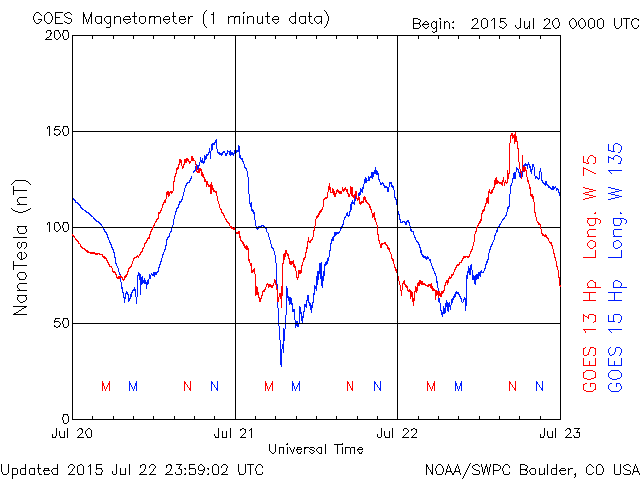 GOES Magnetometer (1 minute data)
Begin: 2015 Jul 20 0000 UTC
200
150
100
50
0
NanoTesla (nT)
M M N N M M N N M M N N
Jul 20 Jul 21 Jul 22 Jul 23
Universal Time
GOES 13 Hp Long. W 75
GOES 15 Hp Long. W 135
Updated 2015 Jul 22 23:59:02 UTC
NOAA/SWPC Boulder, CO USA